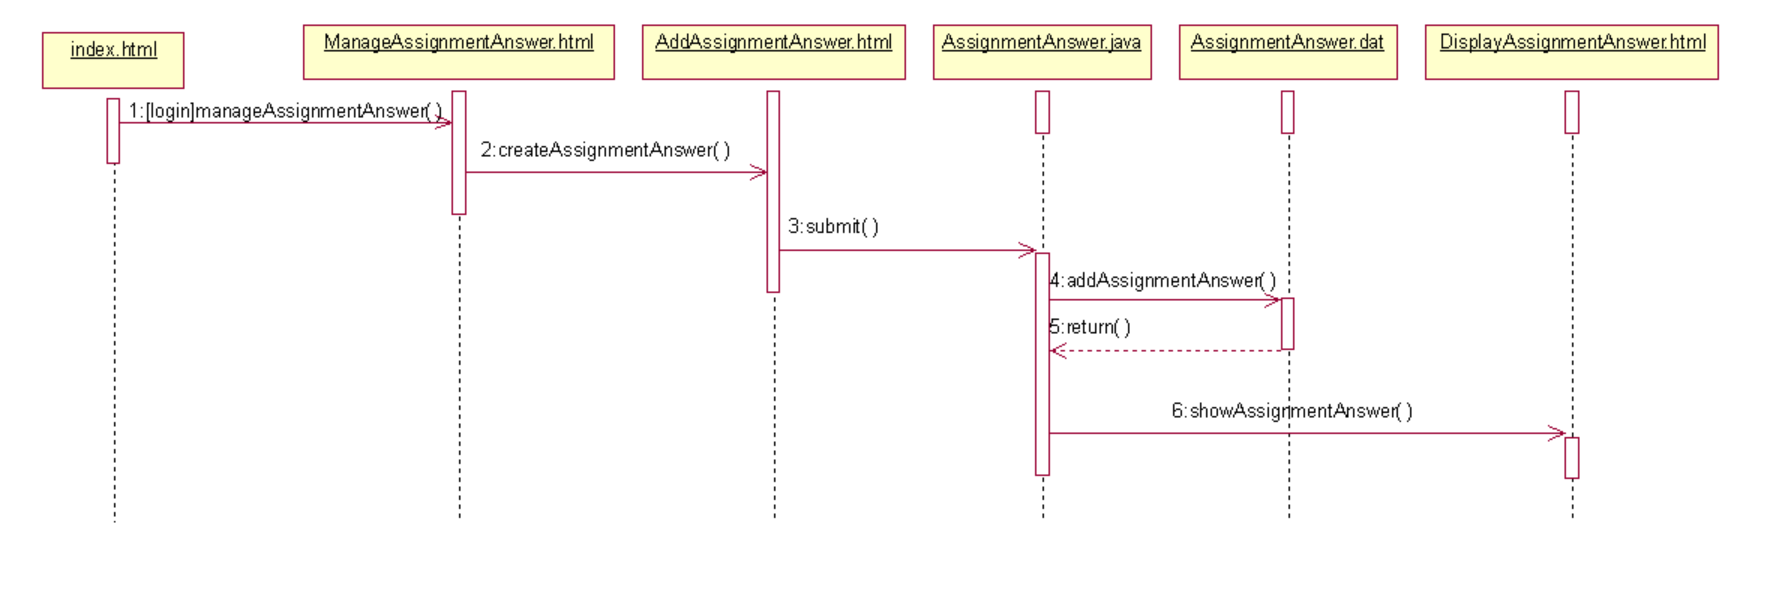 index.html
ManageAssignmentAnswer.html
AddAssignmentAnswer.html
AssignmentAnswer.java
AssignmentAnswer.dat
DisplayAssignmentAnswer.html
1:[login]manageAssignmentAnswer( )
2:createAssignmentAnswer( )
3:submit( )
4:addAssignmentAnswer( )
5:return( )
6:showAssignmentAnswer( )